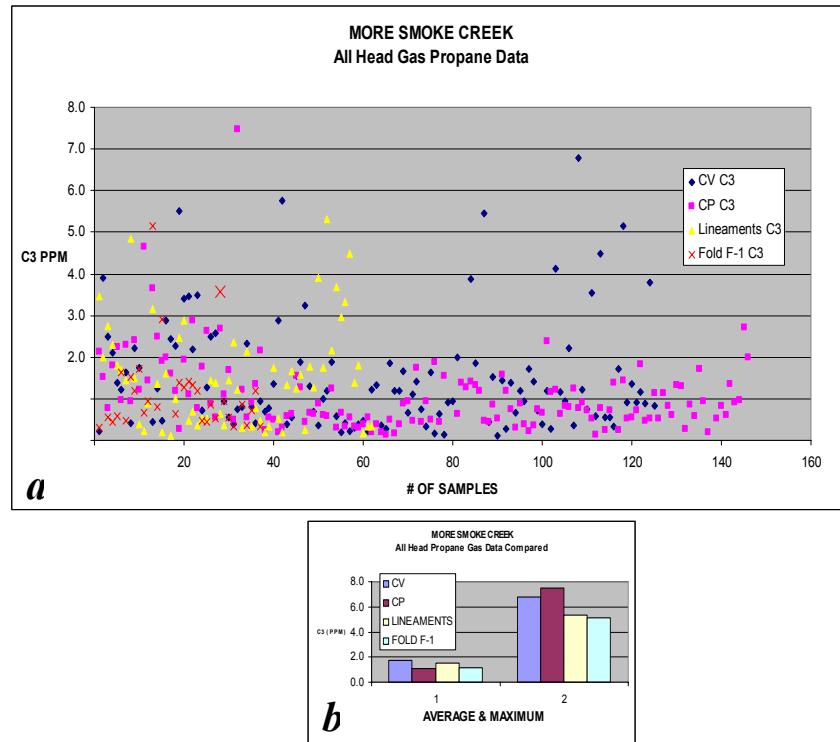 MORE SMOKE CREEK
All Head Gas Propane Data
8.0
7.0
6.0
5.0
C3 PPM
4.0
3.0
2.0
1.0
CV C3
CP C3
Lineaments C3
Fold F-1 C3
20 40 60 80 100 120 140 160
# OF SAMPLES
a
MORE SMOKE CREEK
All Head Propane Gas Data Compared
8.0
6.0
C3 (PPM)
4.0
2.0
0.0
CV
CP
LINEAMENTS
FOLD F-1
1 2
AVERAGE & MAXIMUM
b